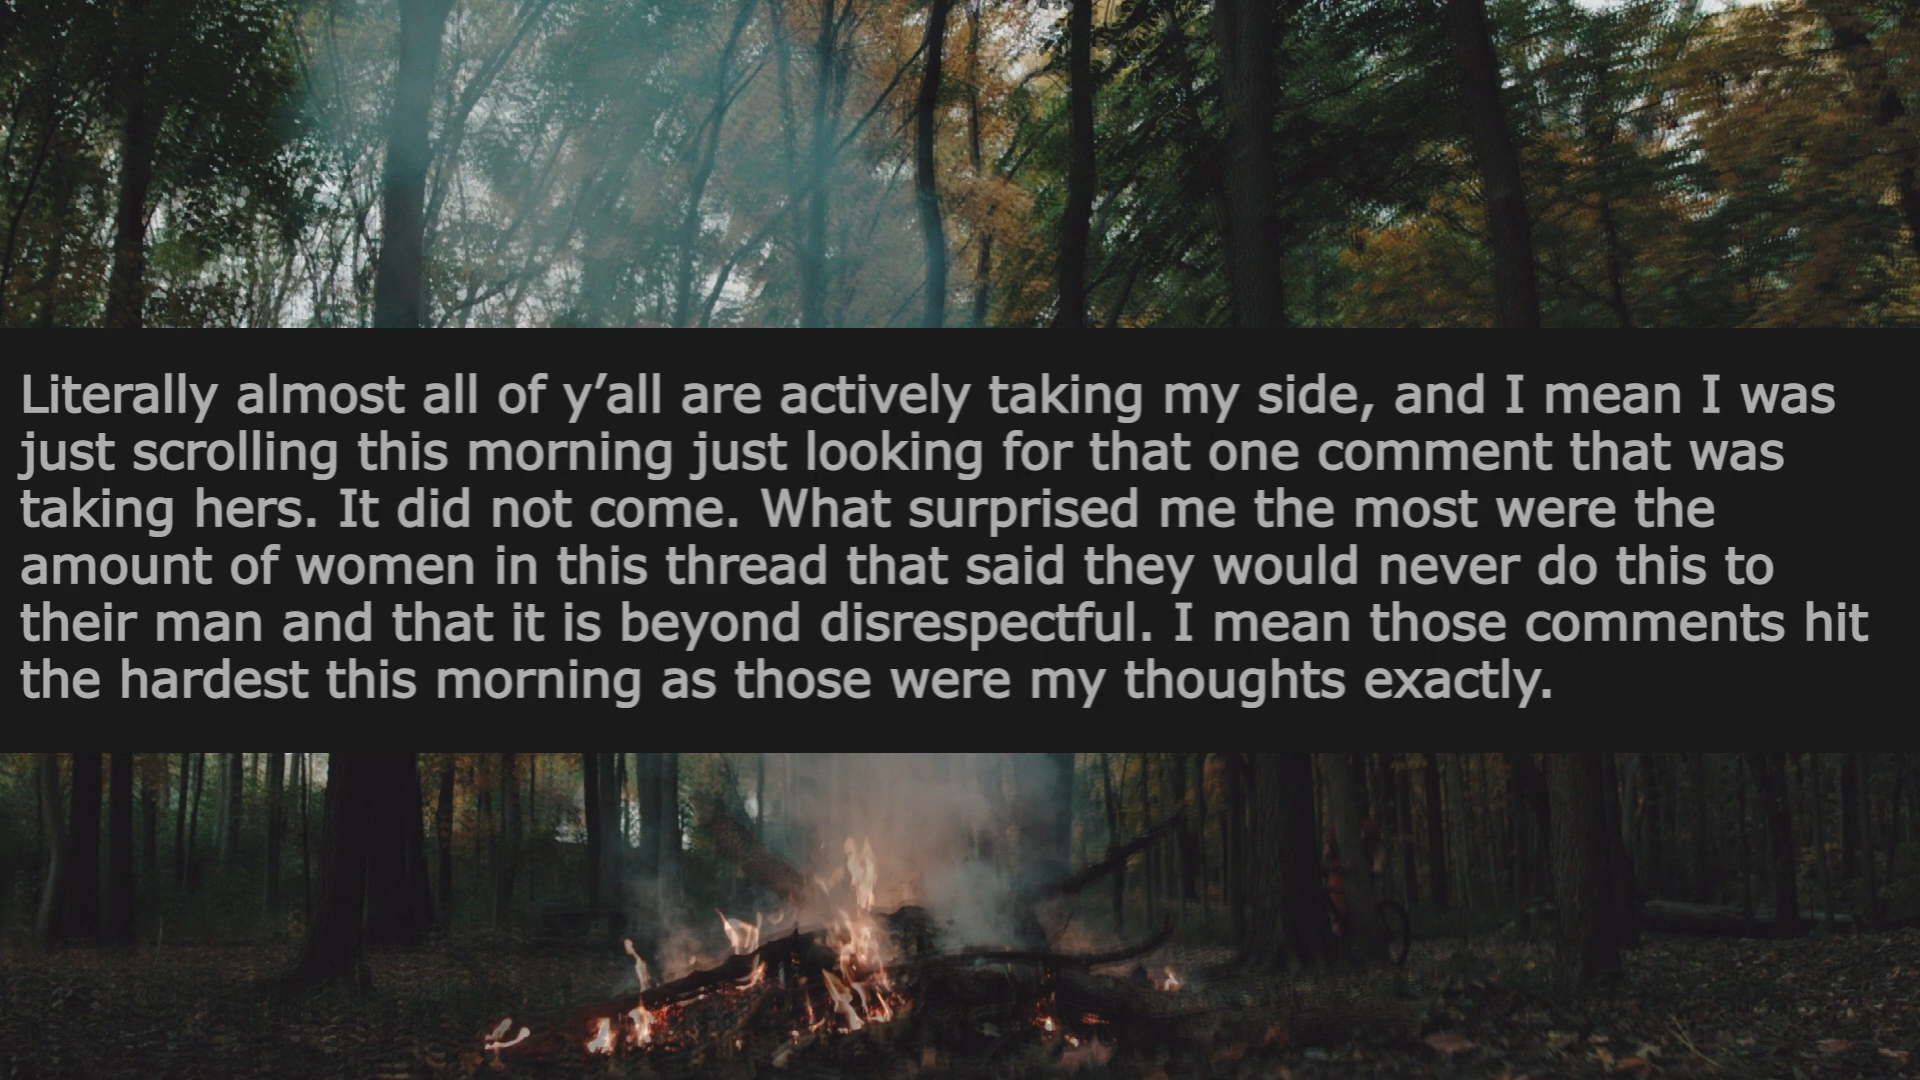 Literally almost all of y’all are actively taking my side, and I mean I was
just scrolling this morning just looking for that one comment that was
taking hers. It did not come. What surprised me the most were the
amount of women in this thread that said they would never do this to
their man and that it is beyond disrespectful. I mean those comments hit
the hardest this morning as those were my thoughts exactly.